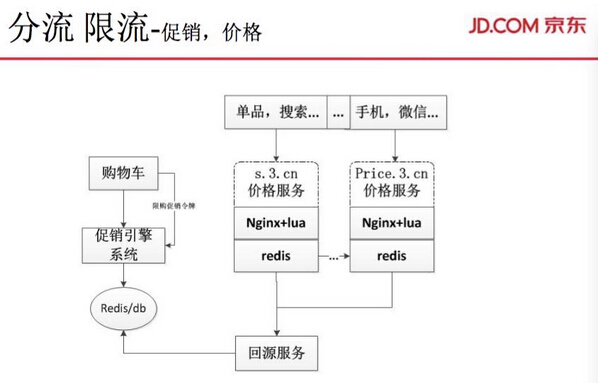 分流 限流-促销，价格
JD.COM 京东
单品，搜索...
...
手机，微信...
购物车
限购促销令牌
促销引擎
系统
Redis/db
s.3.cn
价格服务
Nginx+lua
redis
...
Price.3.cn
价格服务
Nginx+lua
redis
回源服务